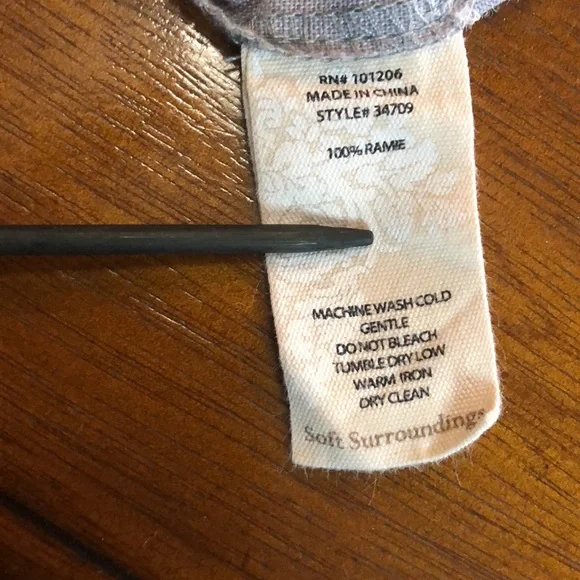 RN# 101206
MADE IN CHINA
STYLE# 34709
100% RAMIE
MACHINE WASH COLD
GENTLE
DO NOT BLEACH
TUMBLE DRY LOW
WARM IRON
DRY CLEAN
Soft Surroundings